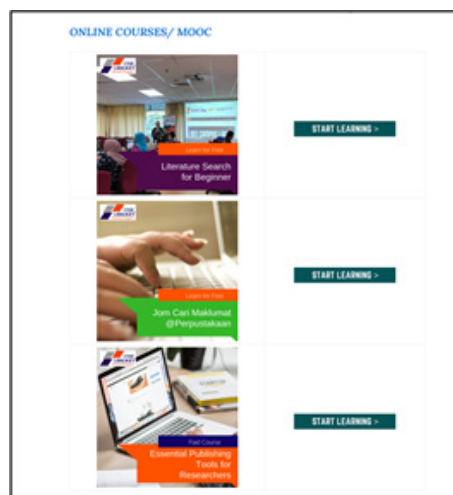 ONLINE COURSES/ MOOC
Learn for Free
Literature Search
for Beginner
START LEARNING >
Learn for Free
Jom Cari Maklumat
@Perpustakaan
START LEARNING >
Paid Course
Essential Publishing
Tools for
Researchers
START LEARNING >